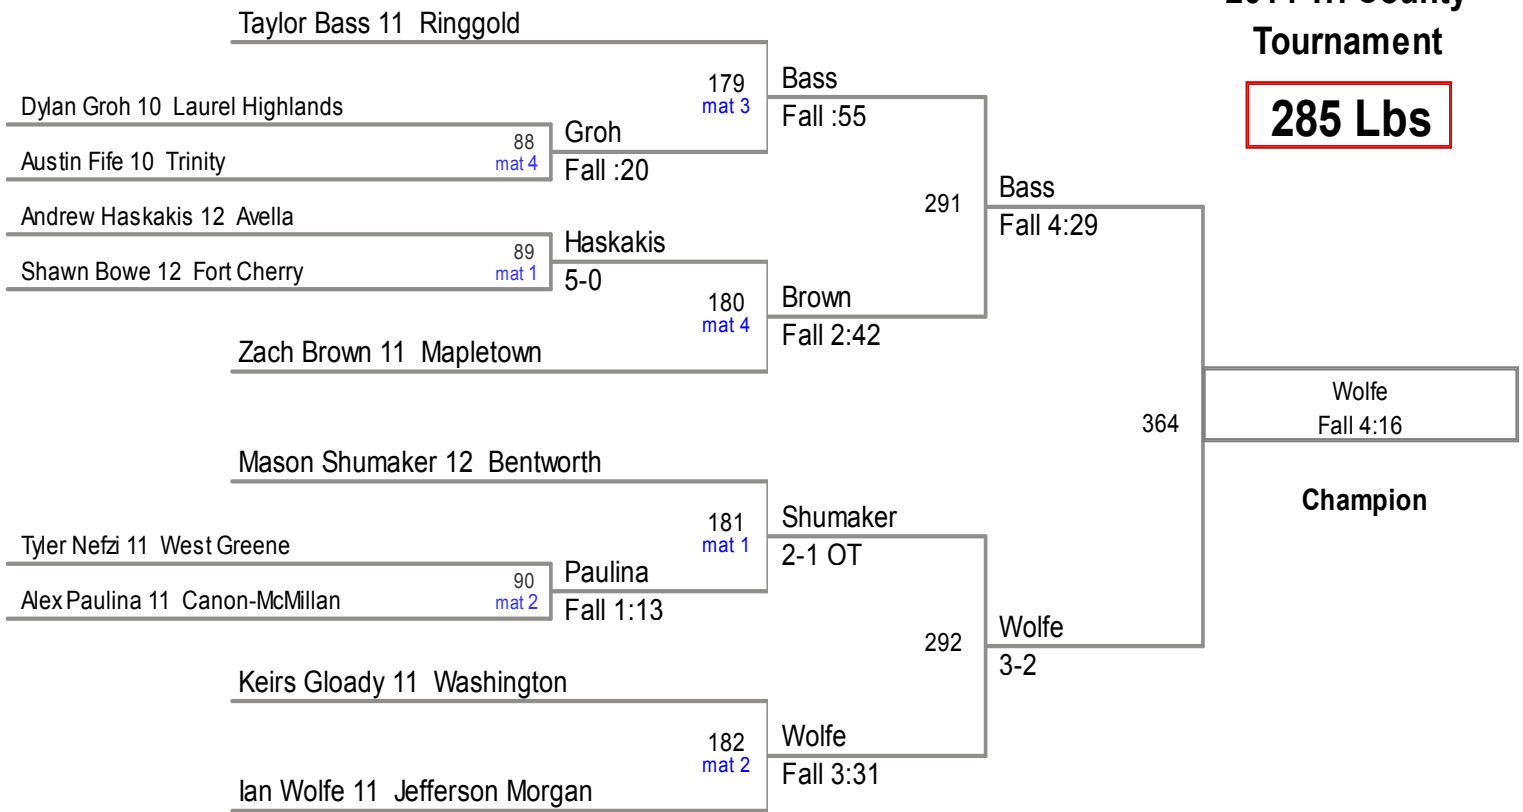 Tournament
285 Lbs
Taylor Bass 11 Ringgold
179
mat 3
Bass
Fall :55
Dylan Groh 10 Laurel Highlands
88
mat 4
Groh
Fall :20
Austin Fife 10 Trinity
291
Bass
Fall 4:29
Andrew Haskakis 12 Avella
89
mat 1
Haskakis
5-0
Shawn Bowe 12 Fort Cherry
180
mat 4
Brown
Fall 2:42
Zach Brown 11 Mapletown
364
Wolfe
Fall 4:16
Champion
Mason Shumaker 12 Bentworth
181
mat 1
Shumaker
2-1 OT
Tyler Nefzi 11 West Greene
90
mat 2
Paulina
Fall 1:13
Alex Paulina 11 Canon-McMillan
292
Wolfe
3-2
Keirs Gloady 11 Washington
182
mat 2
Wolfe
Fall 3:31
Ian Wolfe 11 Jefferson Morgan